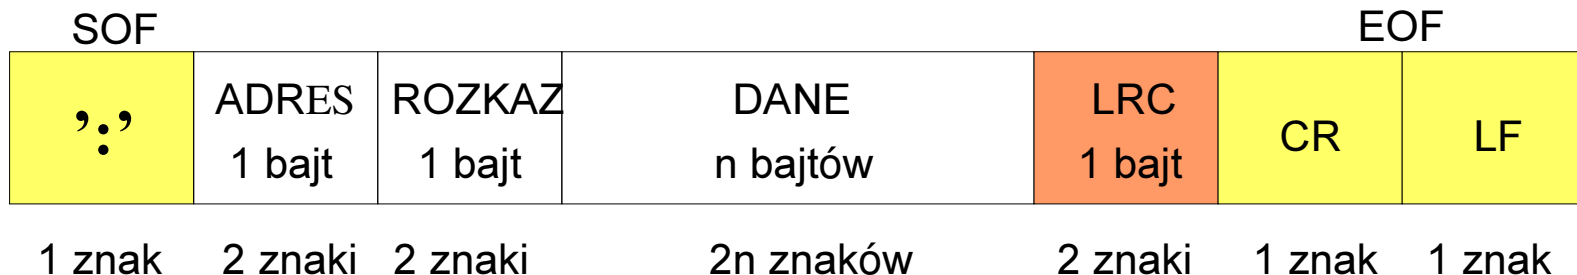 SOF EOF
’:’ ADRES ROZKAZ DANE LRC CR LF
1 bajt 1 bajt n bajtów 1 bajt
1 znak 2 znaki 2 znaki 2n znaków 2 znaki 1 znak 1 znak